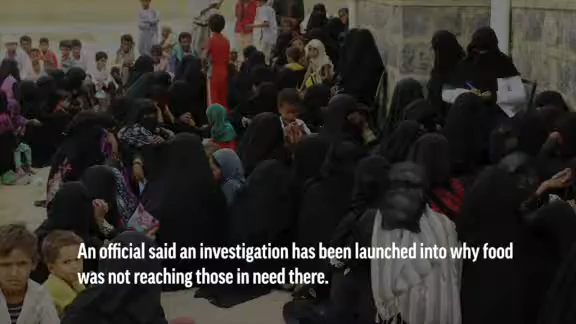 An official said an investigation has been launched into why food
was not reaching those in need there.